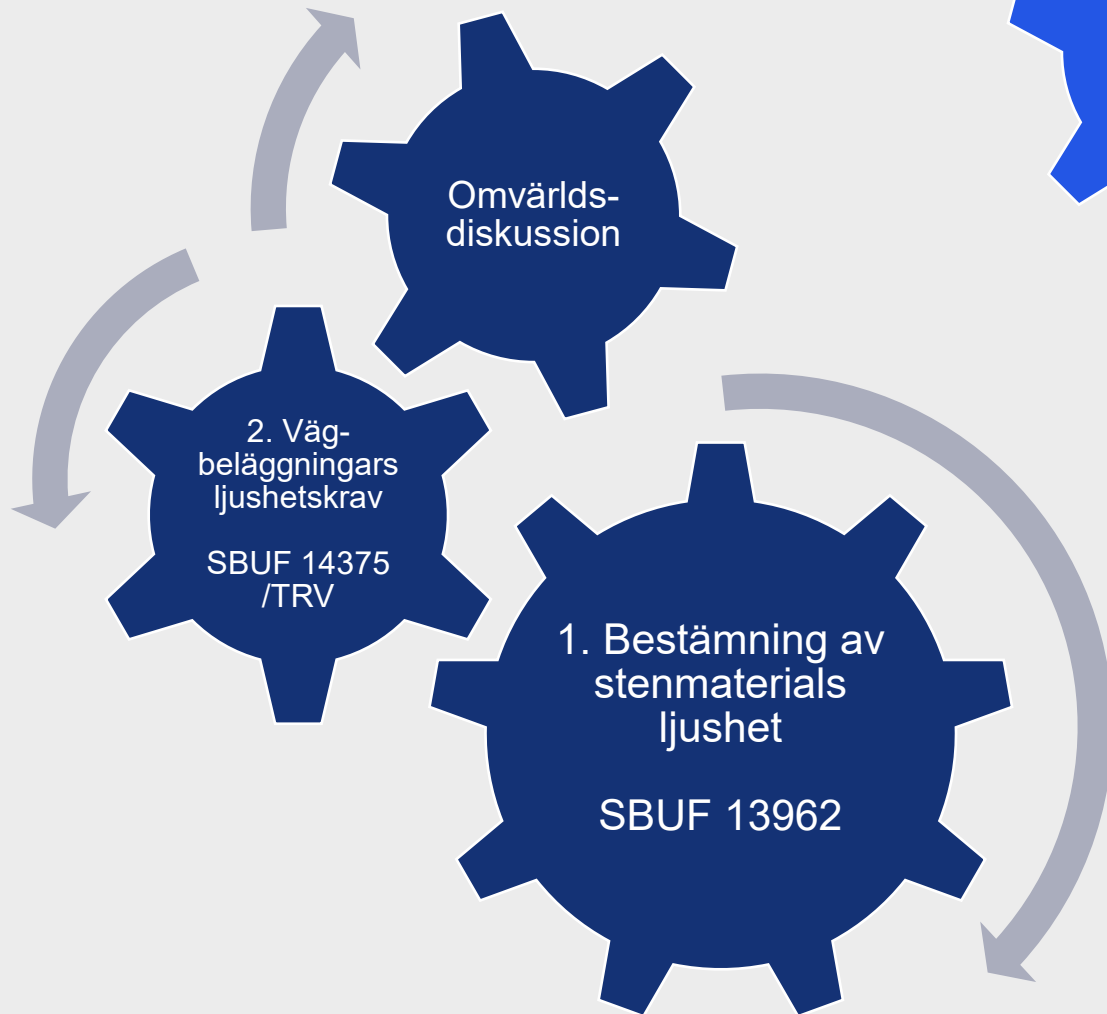 Omvärlds-
diskussion
2. Väg-
beläggningars
ljushetskrav
SBUF 14375
/TRV
1. Bestämning av
stenmaterials
ljushet
SBUF 13962